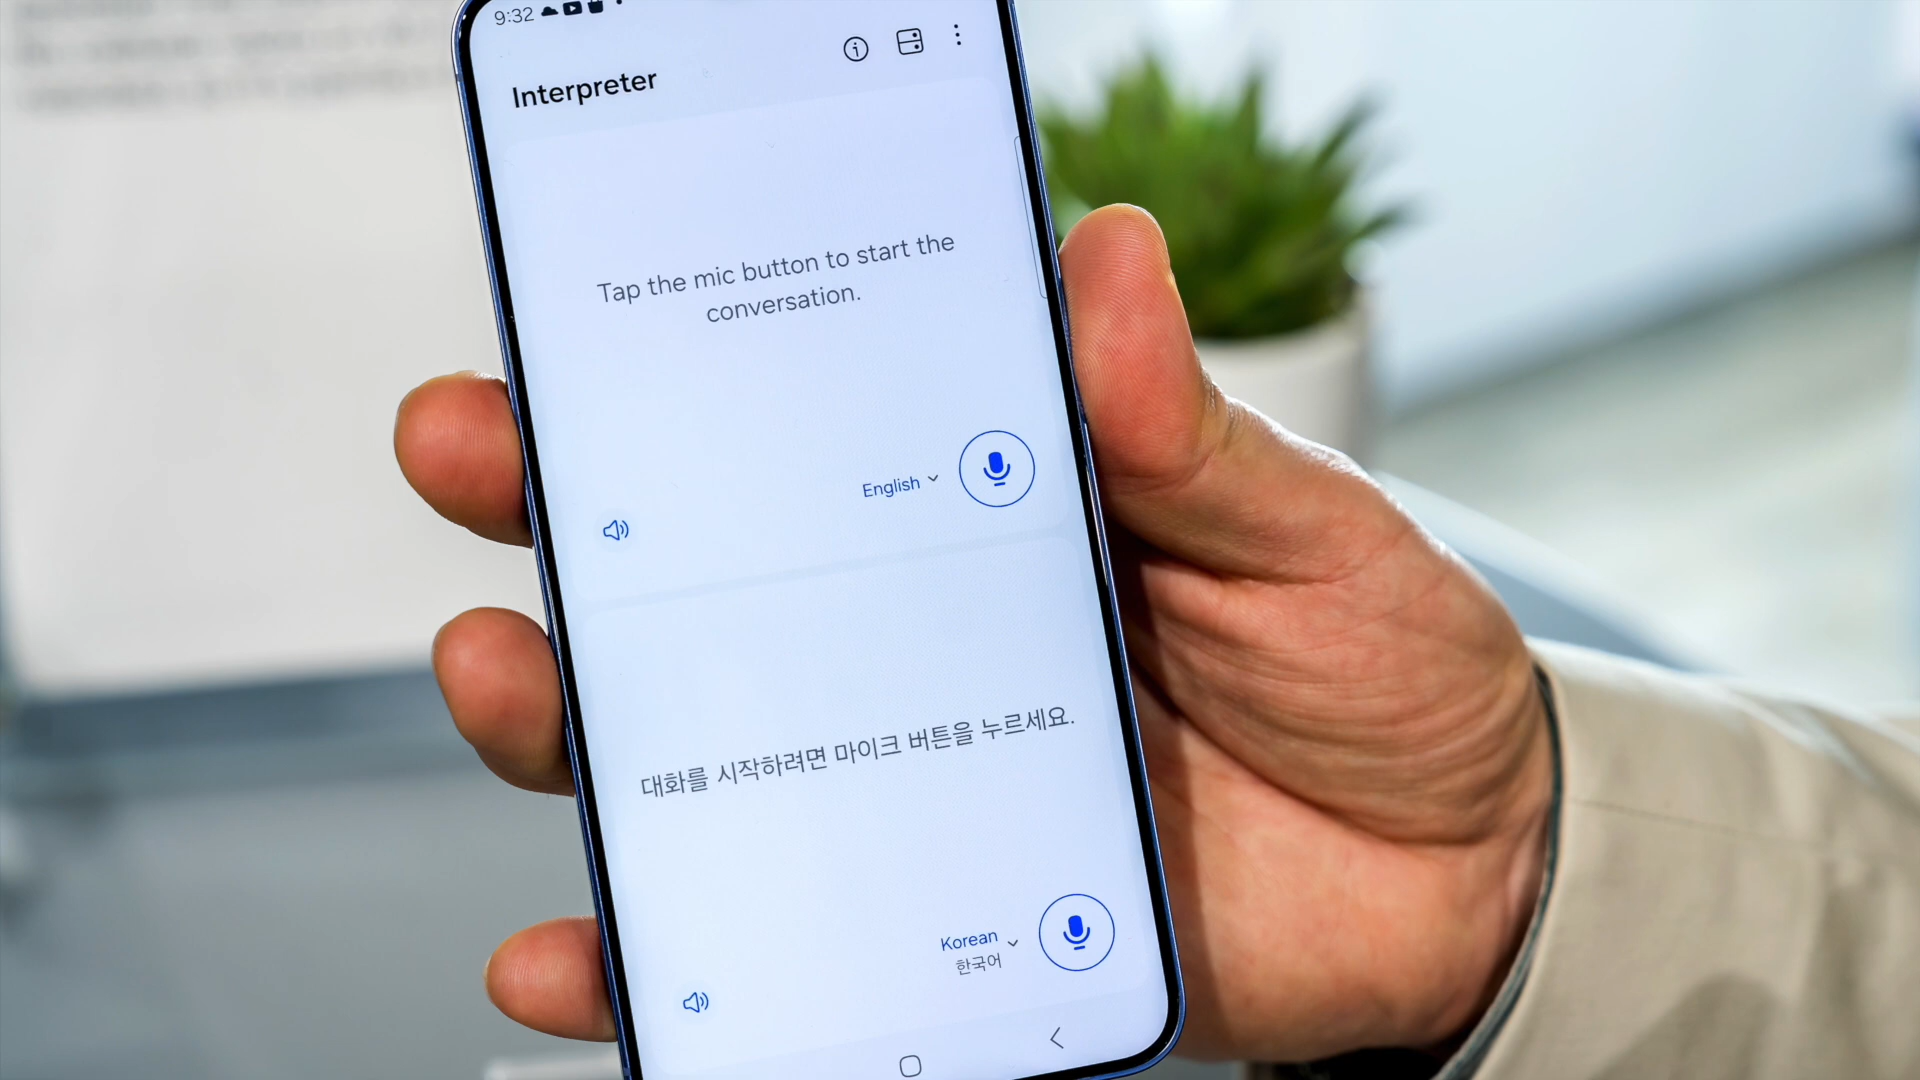 9:32
Interpreter
Tap the mic button to start the
conversation.
English
대화를 시작하려면 마이크 버튼을 누르세요.
Korean
한국어